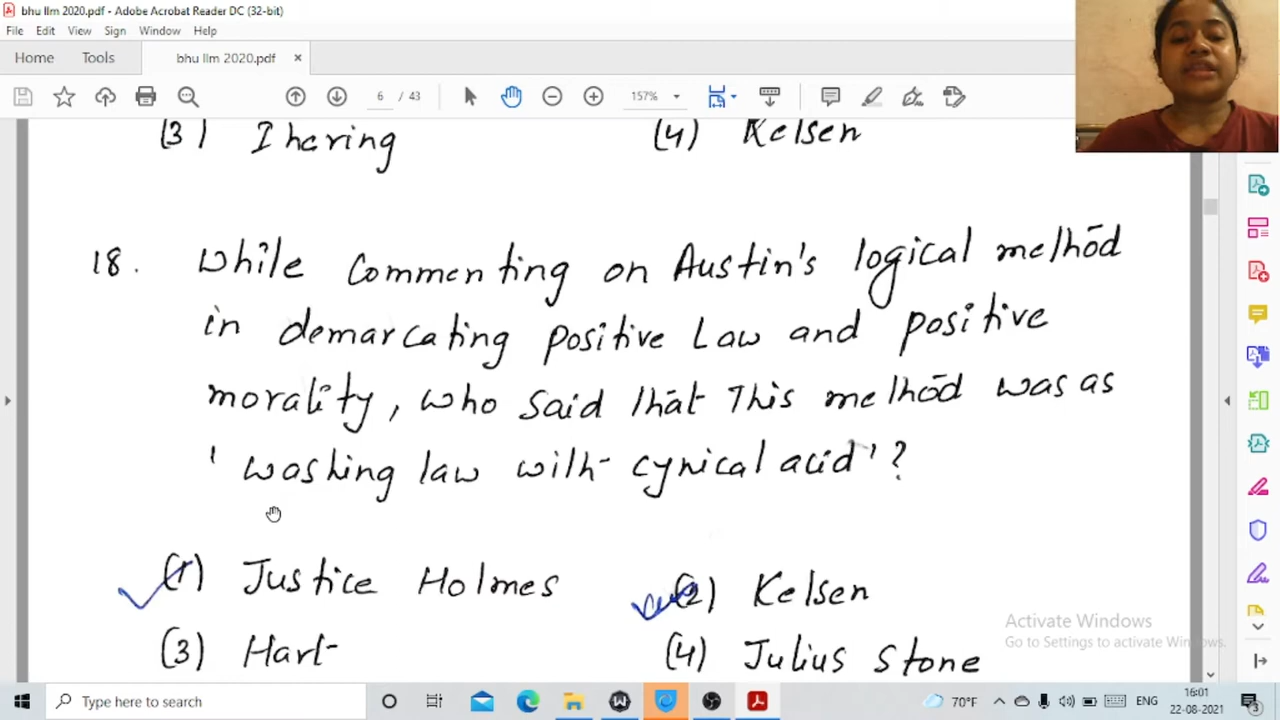 bhu llm 2020.pdf - Adobe Acrobat Reader DC (32-bit)
File Edit View Sign Window Help
Home Tools bhu llm 2020.pdf ×
6 / 43 157%
(3) Ihering (4) Kelsen
18. While Commenting on Austin's logical method
in demarcating positive Law and positive
morality, who said that This method was as
' washing law with cynical acid' ?
(1) Justice Holmes (2) Kelsen
(3) Hart (4) Julius Stone
Activate Windows
Go to Settings to activate Windows.
Type here to search 70°F ENG 16:01
22-08-2021 3